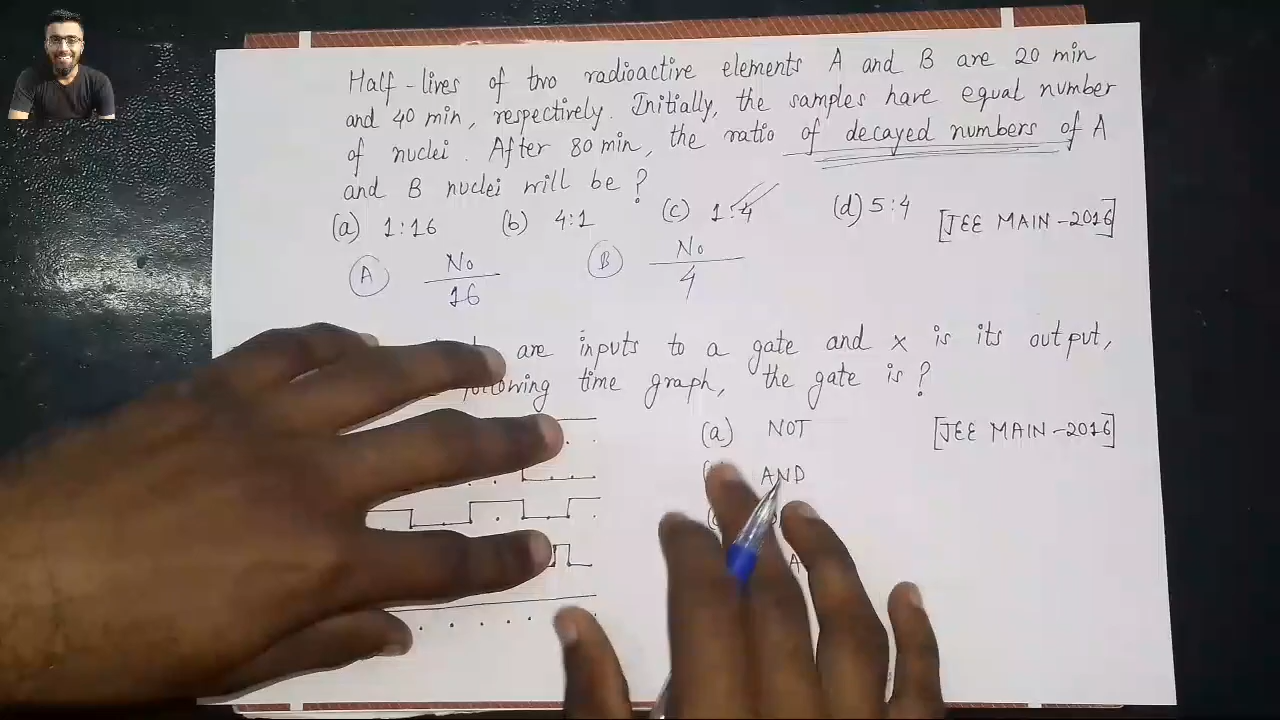 Half-lives of two radioactive elements A and B are 20 min
and 40 min, respectively. Initially, the samples have equal number
of nuclei. After 80 min, the ratio of decayed numbers of A
and B nuclei will be ?
(a) 1:16 (b) 4:1 (c) 1:4 (d) 5:4 [JEE MAIN-2016]
A No/16 B No/4
are inputs to a gate and x is its output,
following time graph, the gate is ?
(a) NOT [JEE MAIN-2016]
AND